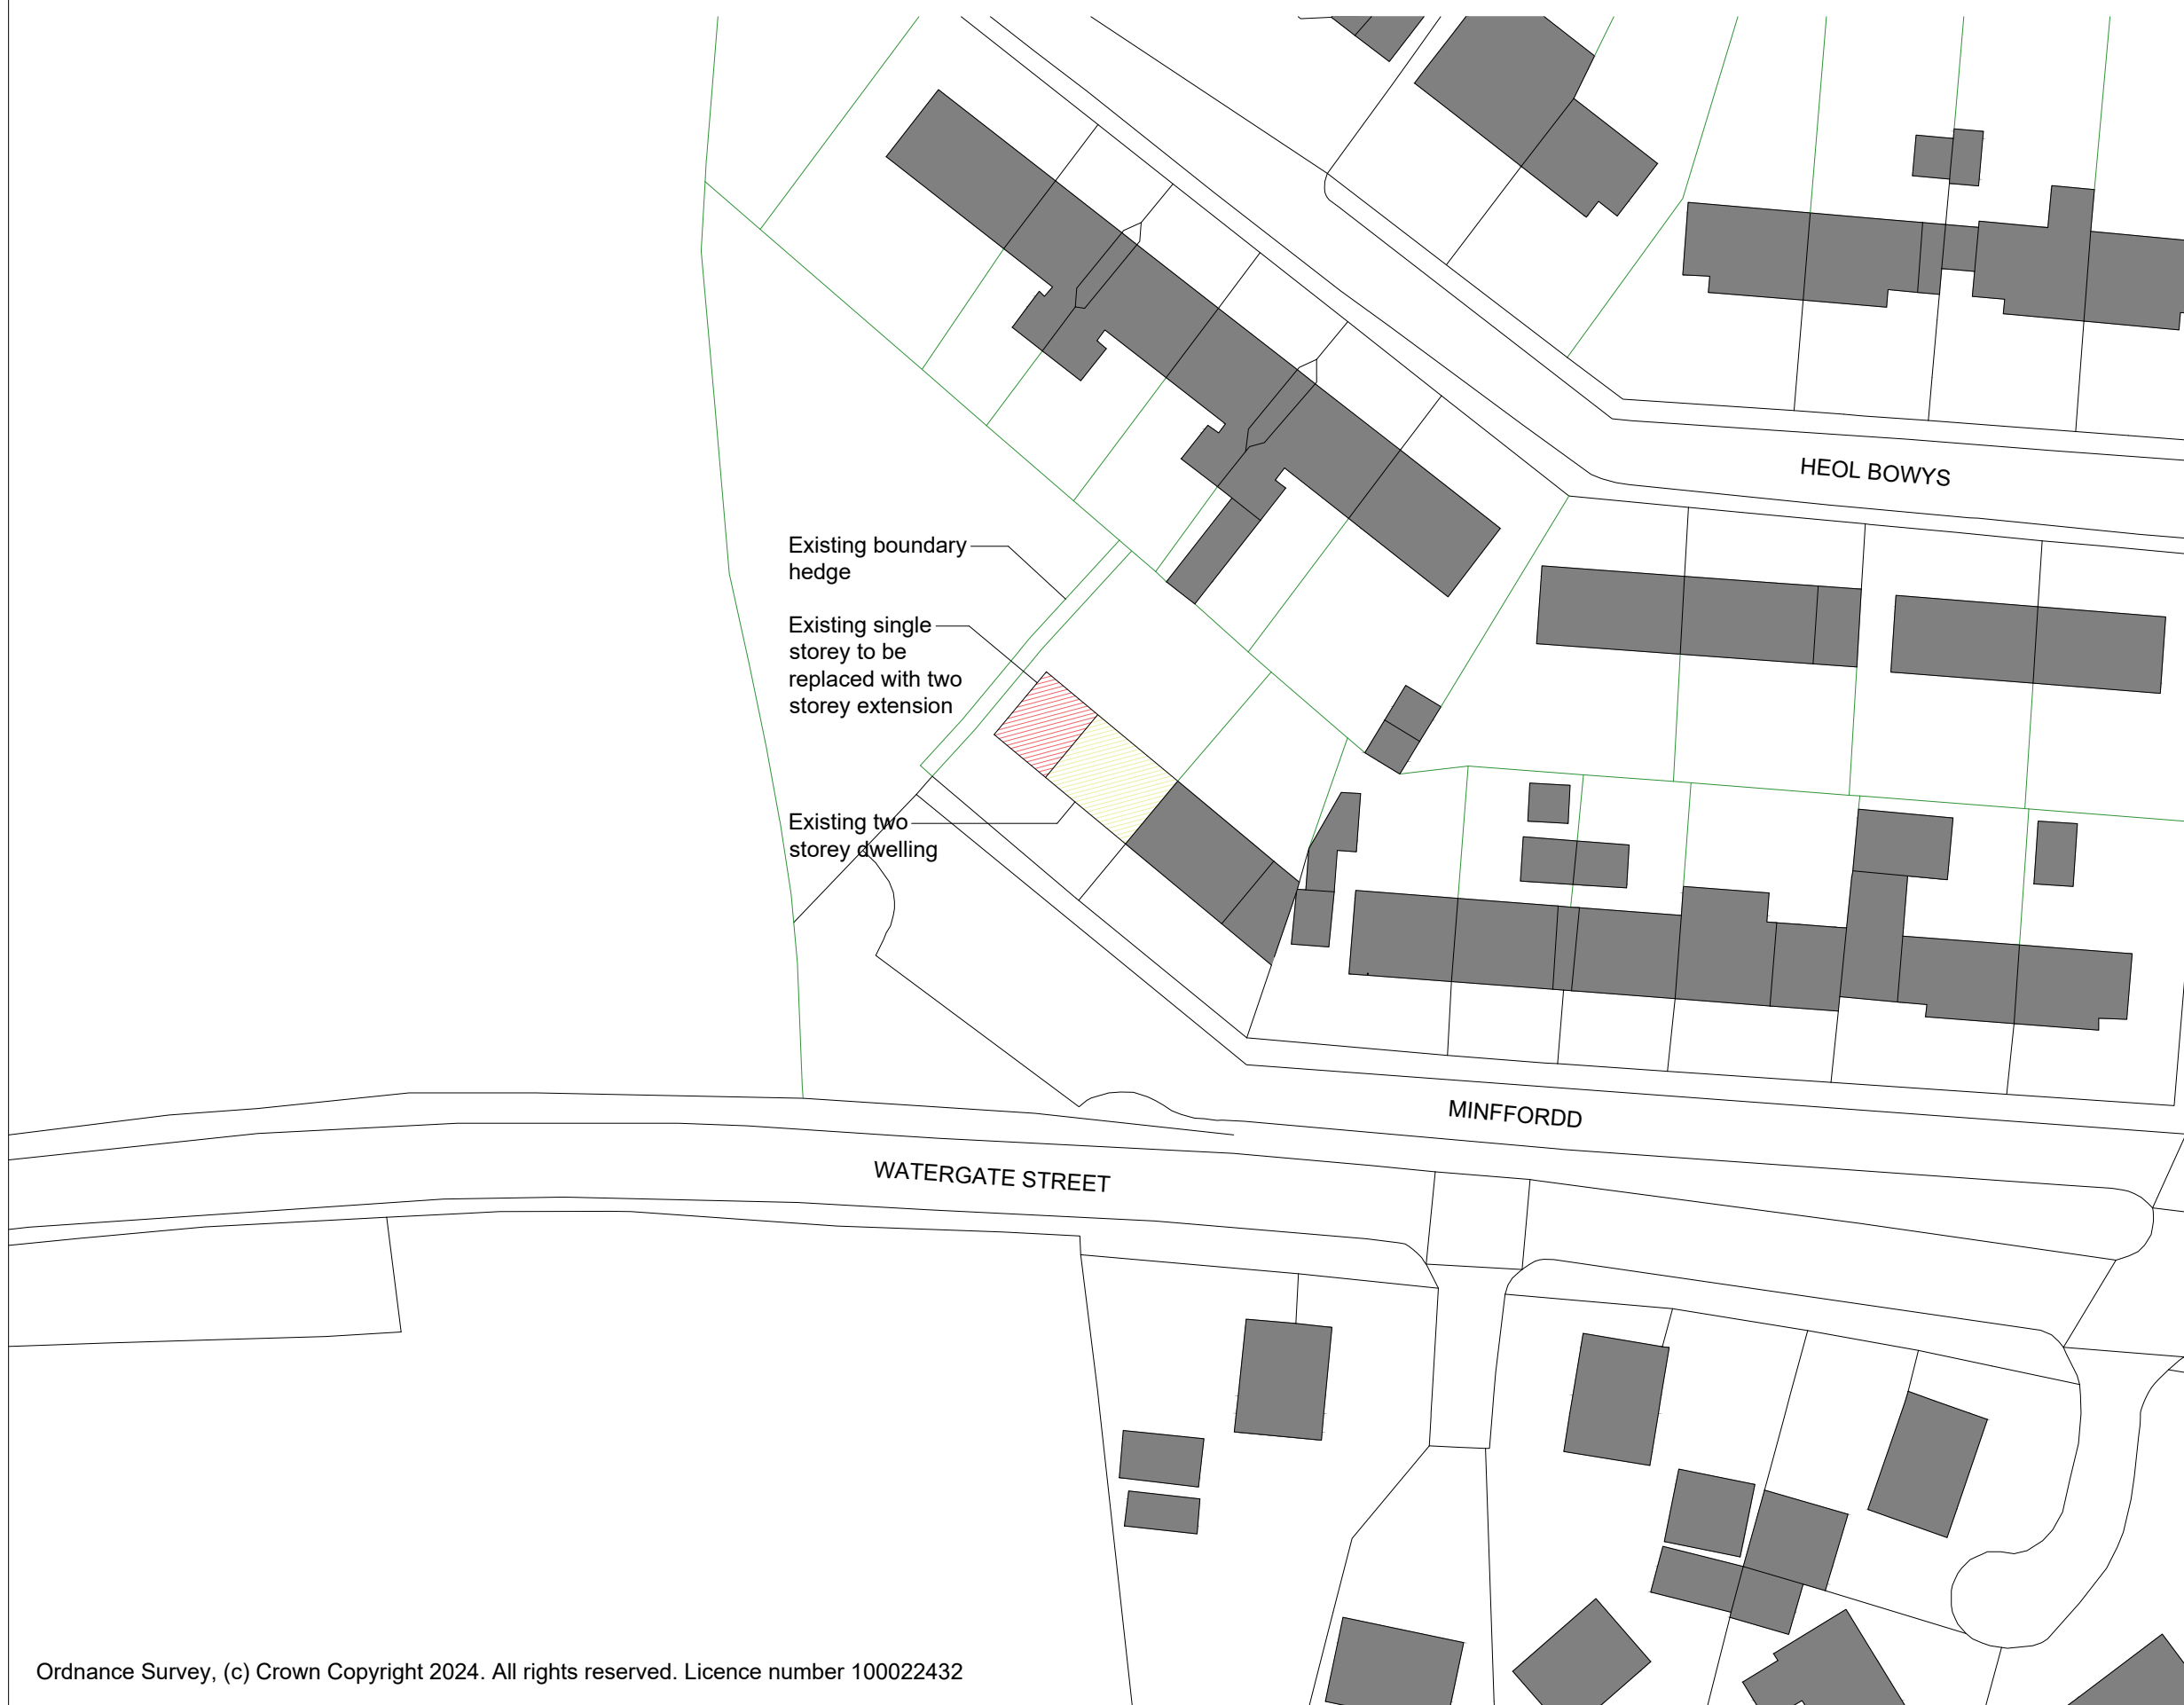 HEOL BOWYS
Existing boundary
hedge
Existing single
storey to be
replaced with two
storey extension
Existing two
storey dwelling
MINFFORDD
WATERGATE STREET
Ordnance Survey, (c) Crown Copyright 2024. All rights reserved. Licence number 100022432